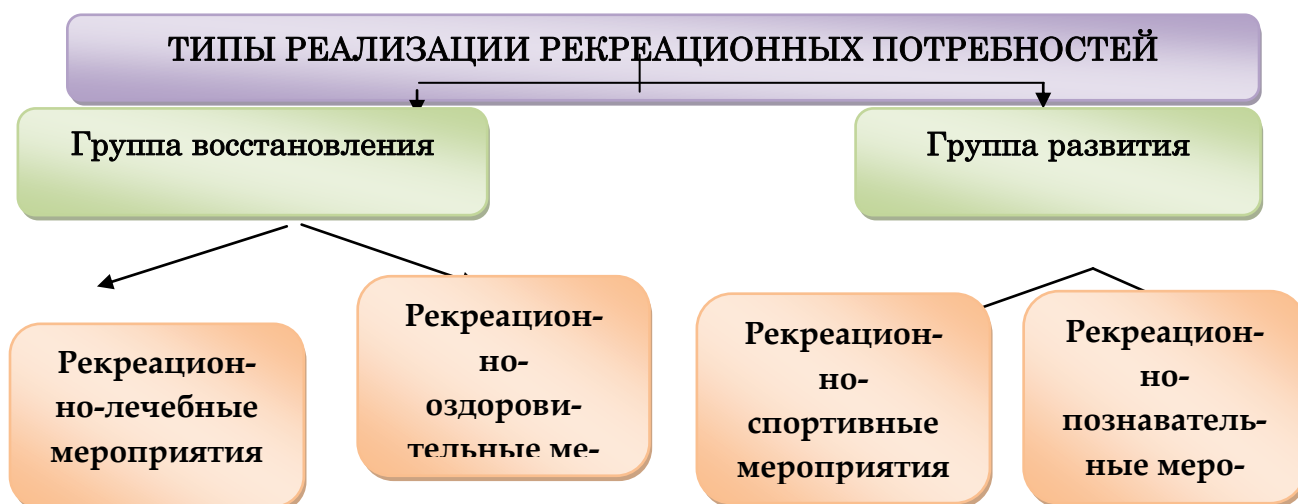 ТИПЫ РЕАЛИЗАЦИИ РЕКРЕАЦИОННЫХ ПОТРЕБНОСТЕЙ
Группа восстановления
Группа развития
Рекреацион-
но-лечебные
мероприятия
Рекреацион-
но-
оздорови-
тельные ме-
Рекреацион-
но-
спортивные
мероприятия
Рекреацион-
но-
познаватель-
ные меро-